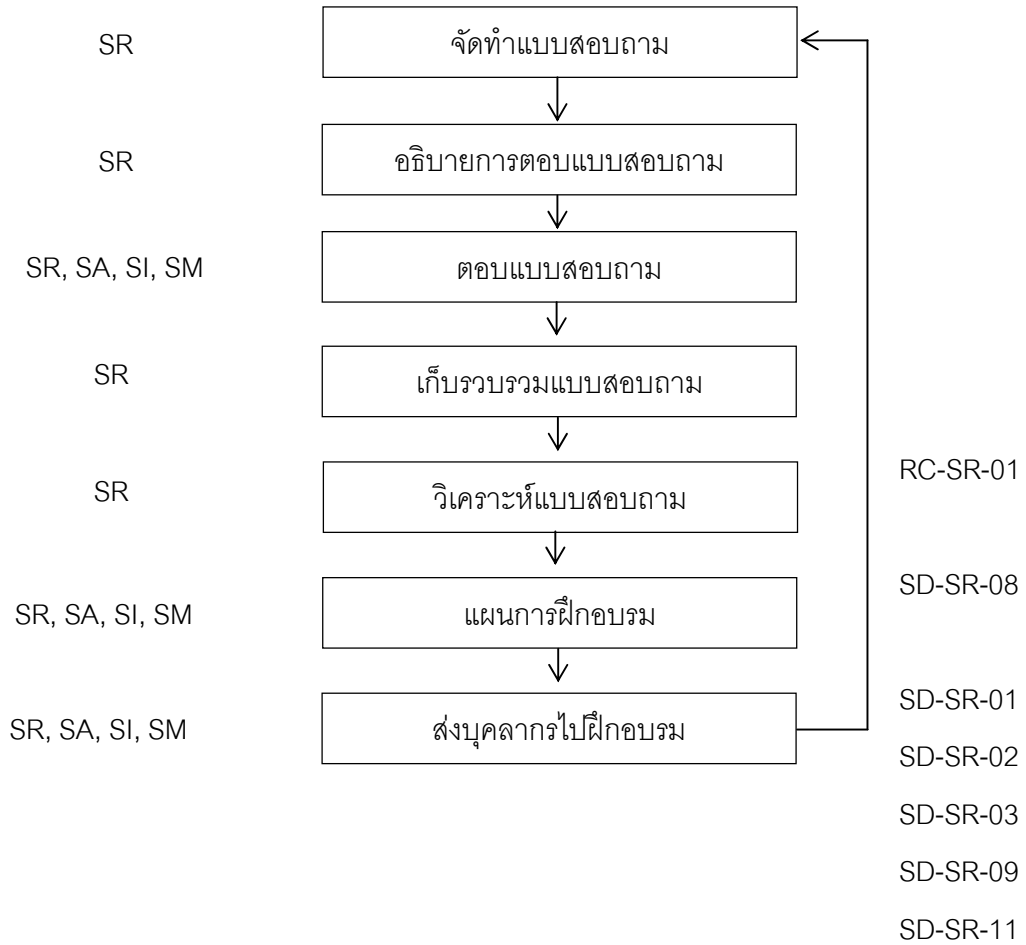 SR
จัดทำแบบสอบถาม
SR
อธิบายการตอบแบบสอบถาม
SR, SA, SI, SM
ตอบแบบสอบถาม
SR
เก็บรวบรวมแบบสอบถาม
SR
วิเคราะห์แบบสอบถาม
RC-SR-01
SR, SA, SI, SM
แผนการฝึกอบรม
SD-SR-08
SR, SA, SI, SM
ส่งบุคลากรไปฝึกอบรม
SD-SR-01
SD-SR-02
SD-SR-03
SD-SR-09
SD-SR-11